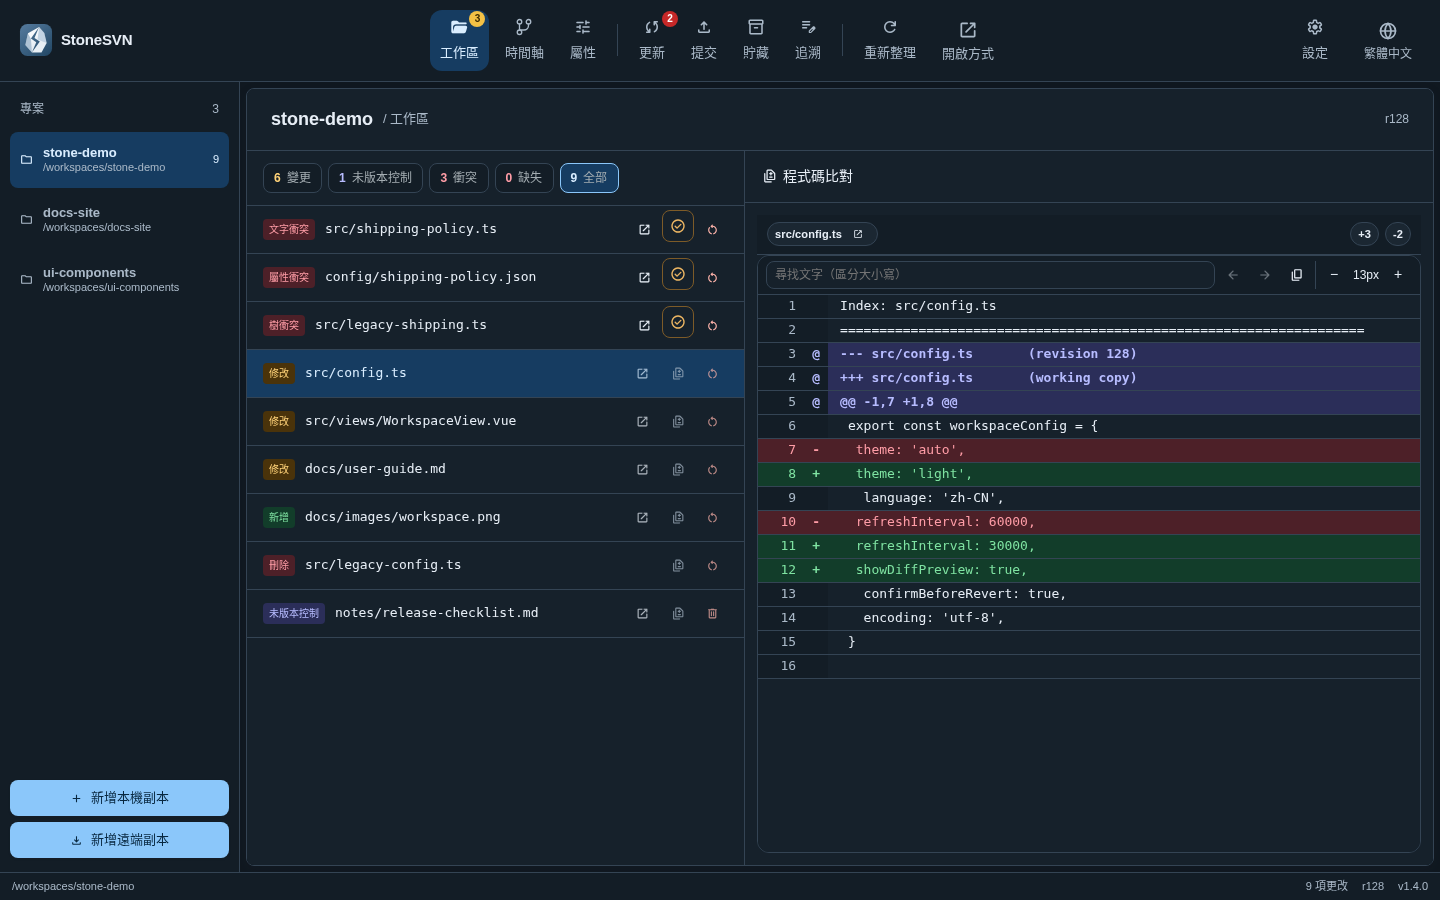 StoneSVN
工作區 3
時間軸
屬性
更新 2
提交
貯藏
追溯
重新整理
開啟方式
設定
繁體中文
專案 3
stone-demo 9
/workspaces/stone-demo
docs-site
/workspaces/docs-site
ui-components
/workspaces/ui-components
新增本機副本
新增遠端副本
stone-demo / 工作區 r128
6 變更 1 未版本控制 3 衝突 0 缺失 9 全部
文字衝突 src/shipping-policy.ts
屬性衝突 config/shipping-policy.json
樹衝突 src/legacy-shipping.ts
修改 src/config.ts
修改 src/views/WorkspaceView.vue
修改 docs/user-guide.md
新增 docs/images/workspace.png
刪除 src/legacy-config.ts
未版本控制 notes/release-checklist.md
程式碼比對
src/config.ts +3 -2
尋找文字（區分大小寫） − 13px +
1 Index: src/config.ts
2 ===================================================================
3 @ --- src/config.ts (revision 128)
4 @ +++ src/config.ts (working copy)
5 @ @@ -1,7 +1,8 @@
6 export const workspaceConfig = {
7 - theme: 'auto',
8 + theme: 'light',
9 language: 'zh-CN',
10 - refreshInterval: 60000,
11 + refreshInterval: 30000,
12 + showDiffPreview: true,
13 confirmBeforeRevert: true,
14 encoding: 'utf-8',
15 }
16
/workspaces/stone-demo 9 項更改 r128 v1.4.0